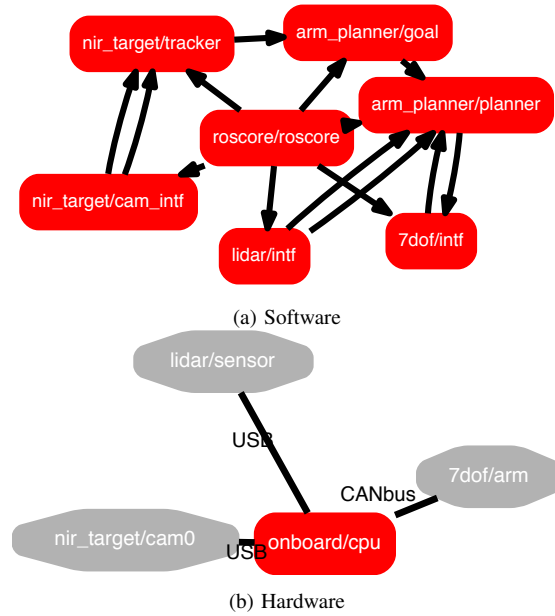 nir_target/tracker
arm_planner/goal
arm_planner/planner
roscore/roscore
nir_target/cam_intf
lidar/intf
7dof/intf
(a) Software
lidar/sensor
USB
CANbus
7dof/arm
nir_target/cam0
USB
onboard/cpu
(b) Hardware